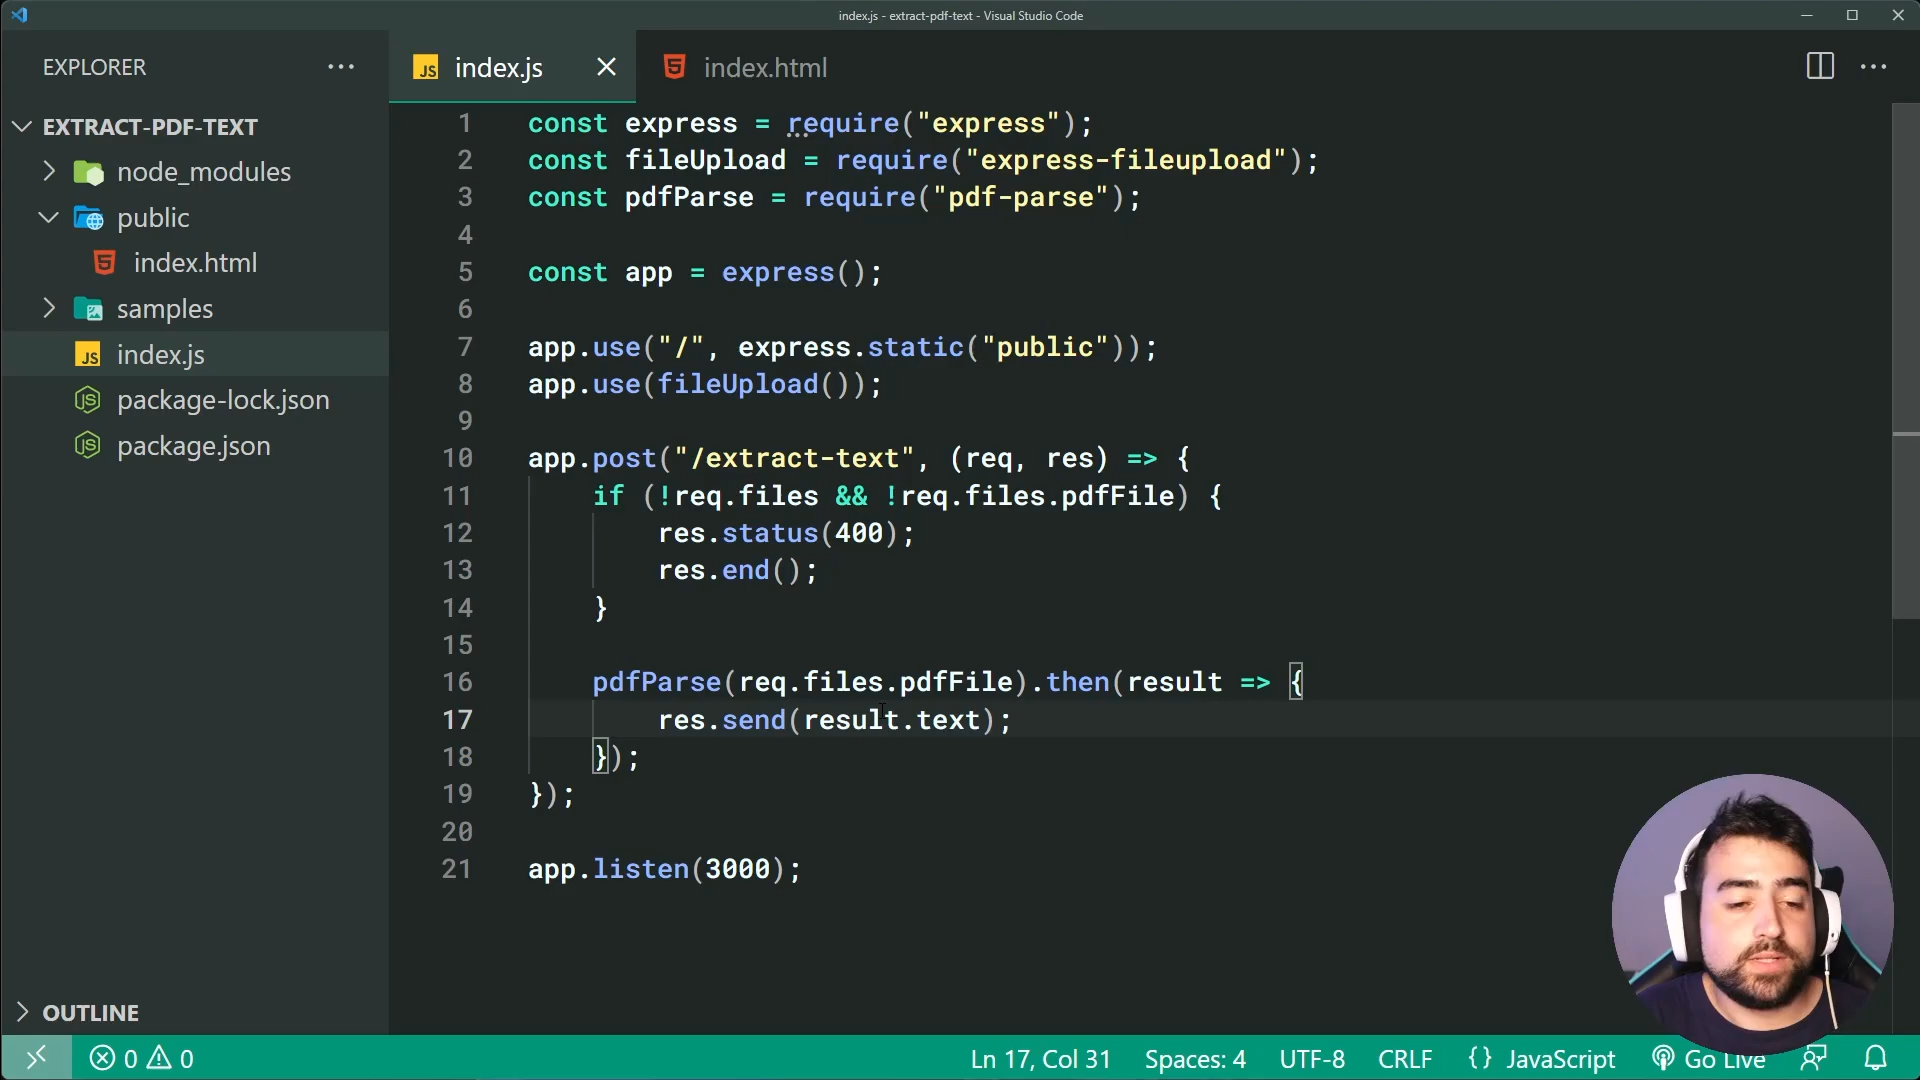 index.js - extract-pdf-text - Visual Studio Code
EXPLORER
JS index.js
index.html
EXTRACT-PDF-TEXT
node_modules
public
index.html
samples
JS index.js
JS package-lock.json
JS package.json
1 const express = require("express");
2 const fileUpload = require("express-fileupload");
3 const pdfParse = require("pdf-parse");
4
5 const app = express();
6
7 app.use("/", express.static("public"));
8 app.use(fileUpload());
9
10 app.post("/extract-text", (req, res) => {
11 if (!req.files && !req.files.pdfFile) {
12 res.status(400);
13 res.end();
14 }
15
16 pdfParse(req.files.pdfFile).then(result => {
17 res.send(result.text);
18 });
19 });
20
21 app.listen(3000);
OUTLINE
0 0
Ln 17, Col 31 Spaces: 4 UTF-8 CRLF {} JavaScript Go Live